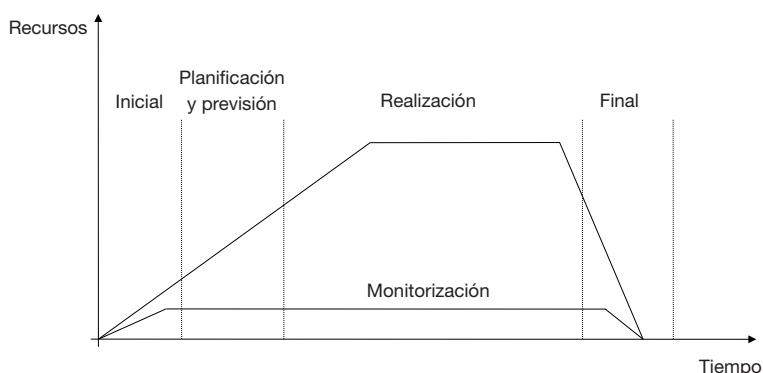 Recursos
Planificación
y previsión
Inicial
Realización
Final
Monitorización
Tiempo